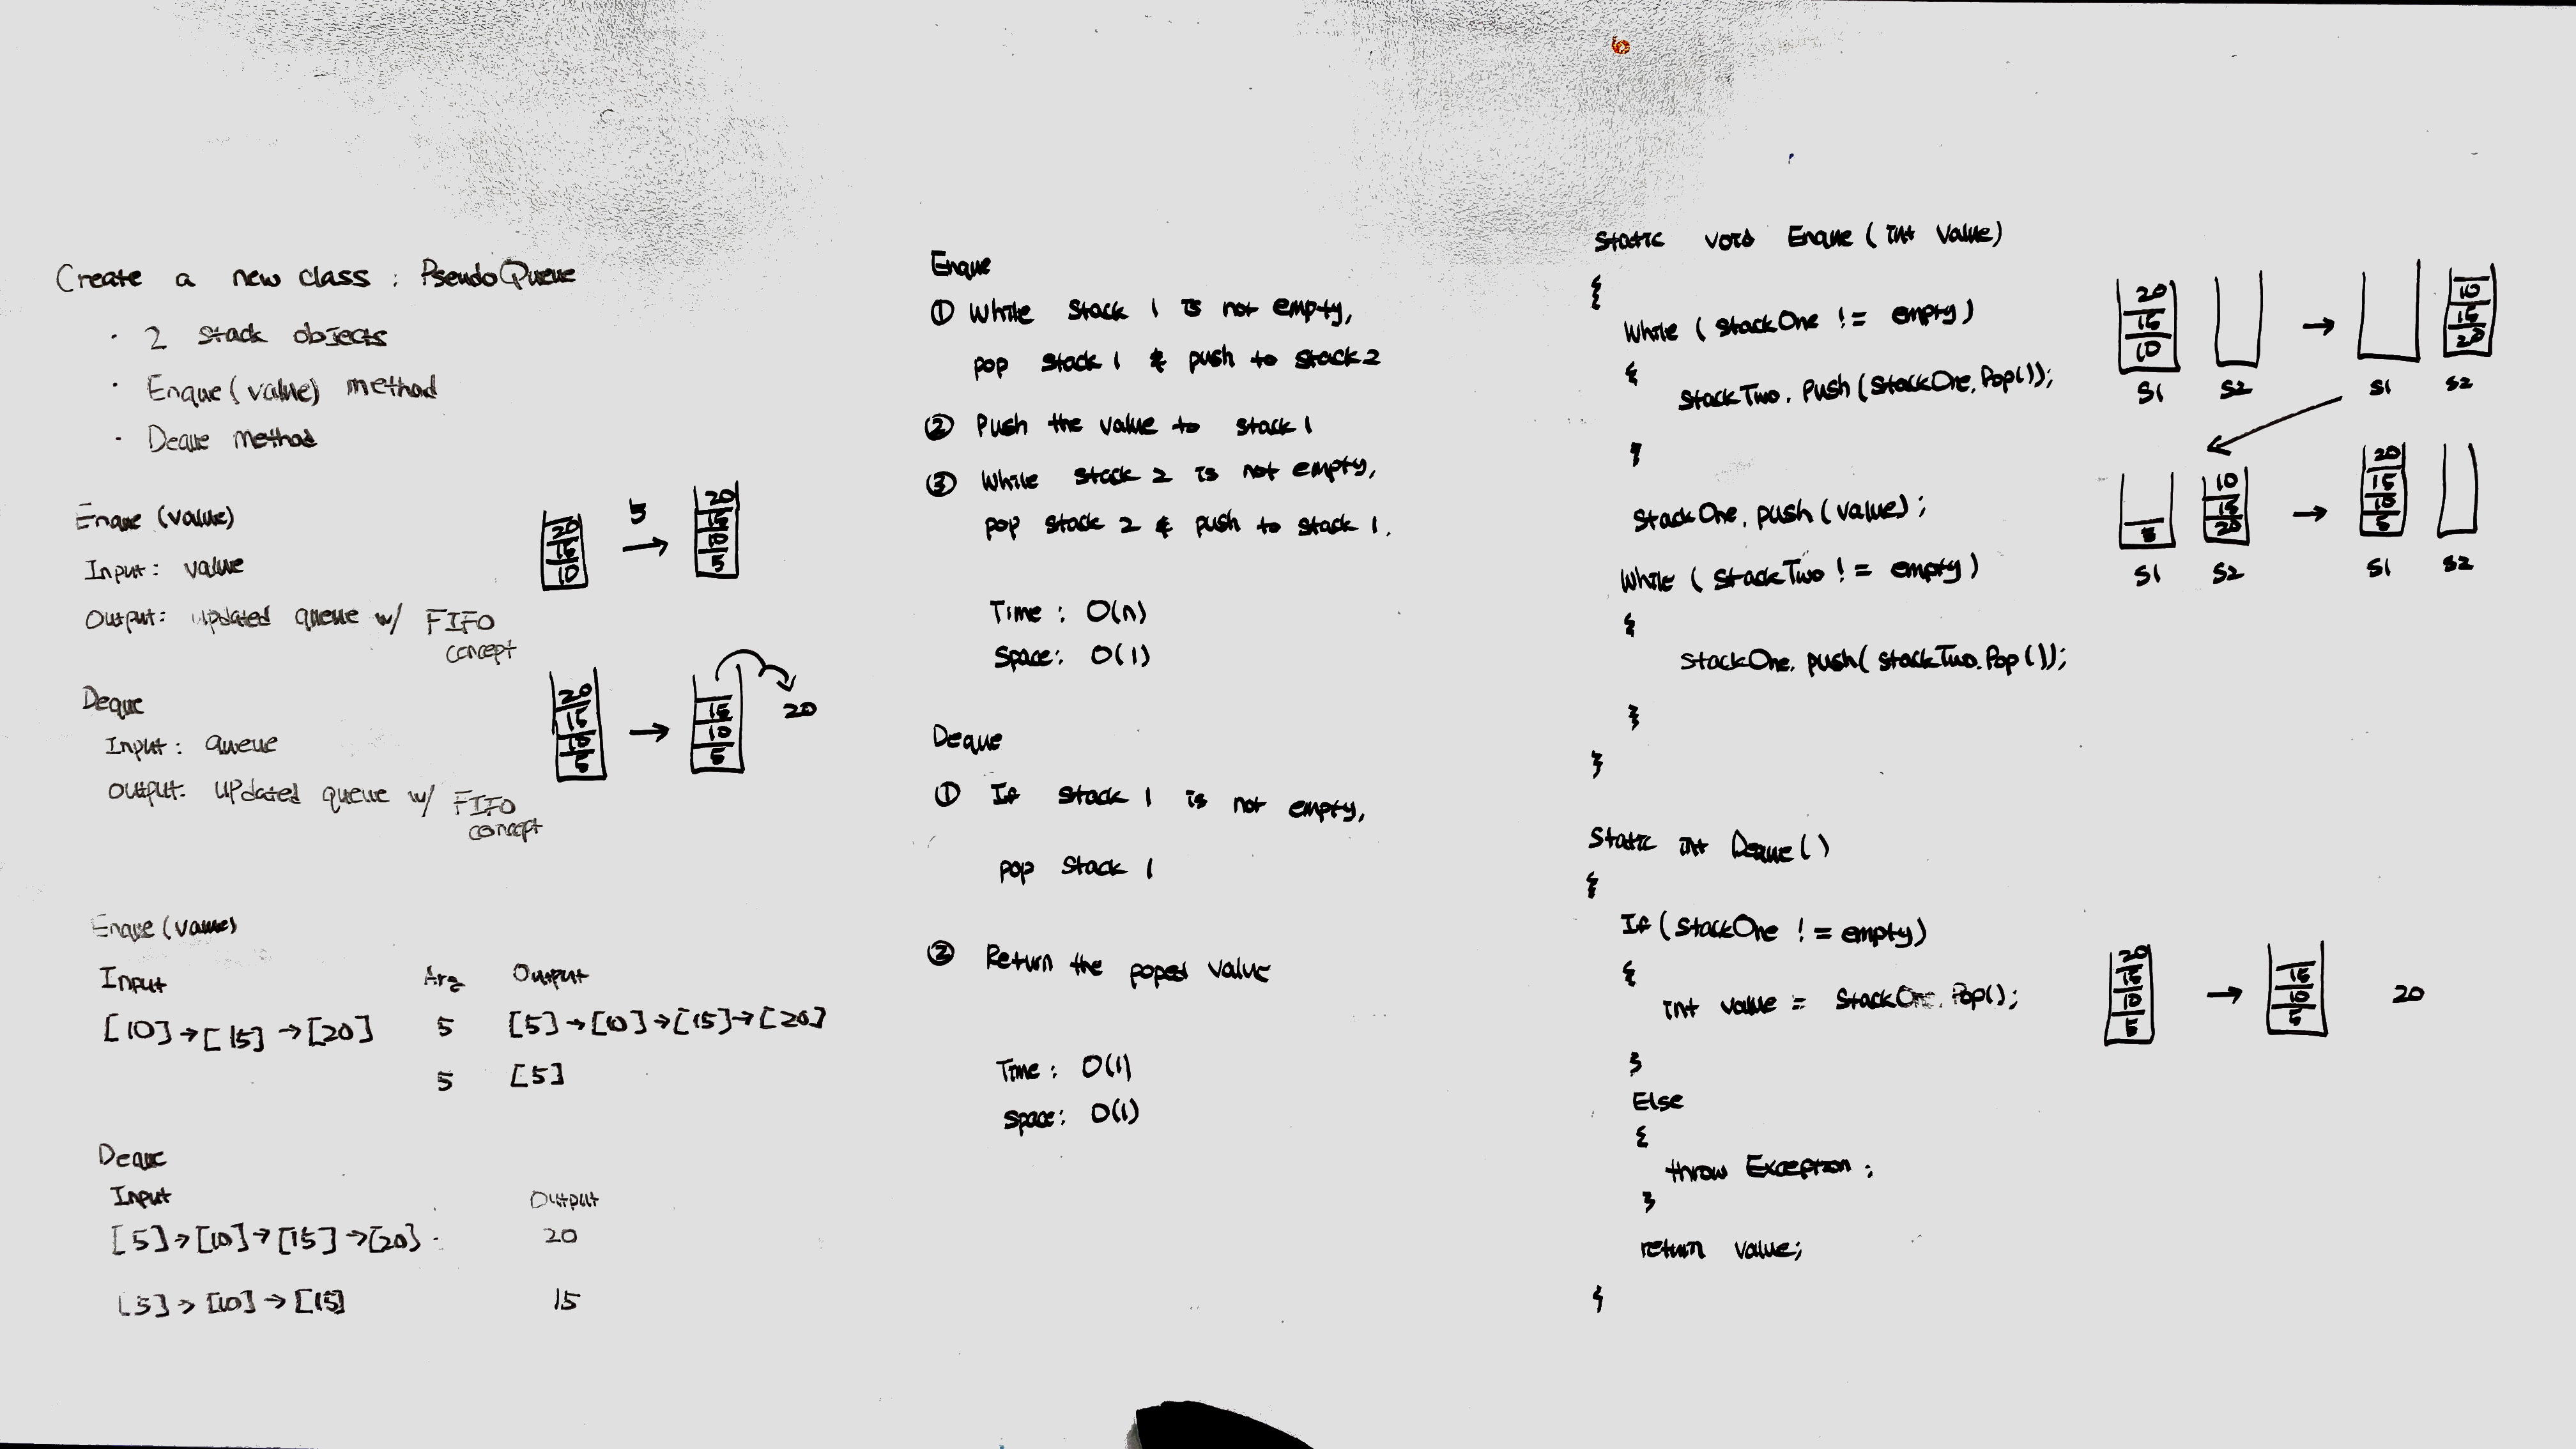 Create a new class : PsendoQueue
· 2 stack objects
· Enque(value) method
· Deque method
Enque (value)
Input: value
Output: updated queue w/ FIFO
concept
5
20
15
10
20
15
10
5
Deque
Input: queue
Output: updated queue w/ FIFO
concept
20
15
10
5
15
10
5
20
Enque (value)
Input Arg Output
[10]→[15]→[20] 5 [5]→[10]→[15]→[20]
5 [5]
Deque
Input Output
[5]→[10]→[15]→[20] 20
[5]→[10]→[15] 15
Enque
① While stack 1 is not empty,
pop stack 1 & push to stack 2
② Push the value to stack 1
③ While stack 2 is not empty,
pop stack 2 & push to stack 1.
Time : O(n)
Space: O(1)
Deque
① If stack 1 is not empty,
pop stack 1
② Return the poped value
Time : O(1)
Space: O(1)
Static void Enque (int value)
{
While (stackOne != empty)
{
StackTwo.Push(StackOne.Pop());
}
StackOne.push(value);
While (stackTwo != empty)
{
stackOne.push(stackTwo.Pop());
}
}
20
15
10
10
15
20
S1 S2 → S1 S2
5
10
15
20
20
15
10
5
S1 S2 → S1 S2
Static int Deque()
{
If (stackOne != empty)
{
int value = StackOne.Pop();
}
Else
{
throw Exception;
}
return value;
}
20
15
10
5
→
15
10
5
20